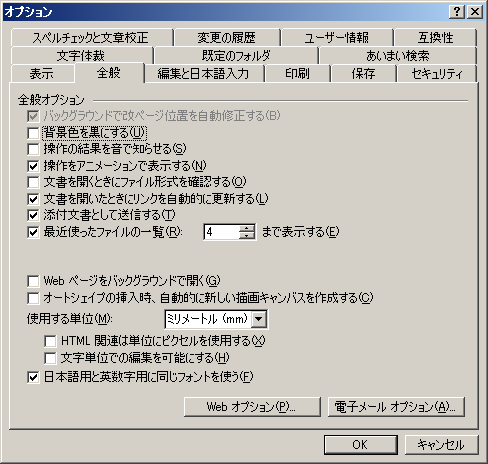 オプション
スペルチェックと文章校正 変更の履歴 ユーザー情報 互換性
文字体裁 既定のフォルダ あいまい検索
表示 全般 編集と日本語入力 印刷 保存 セキュリティ
全般オプション
バックグラウンドで改ページ位置を自動修正する(B)
背景色を黒にする(U)
操作の結果を音で知らせる(S)
操作をアニメーションで表示する(N)
文書を開くときにファイル形式を確認する(O)
文書を開いたときにリンクを自動的に更新する(L)
添付文書として送信する(T)
最近使ったファイルの一覧(R): 4 まで表示する(E)
Web ページをバックグラウンドで開く(G)
オートシェイプの挿入時、自動的に新しい描画キャンバスを作成する(C)
使用する単位(M): ミリメートル (mm)
HTML 関連は単位にピクセルを使用する(X)
文字単位での編集を可能にする(H)
日本語用と英数字用に同じフォントを使う(F)
Web オプション(P)... 電子メール オプション(A)...
OK キャンセル